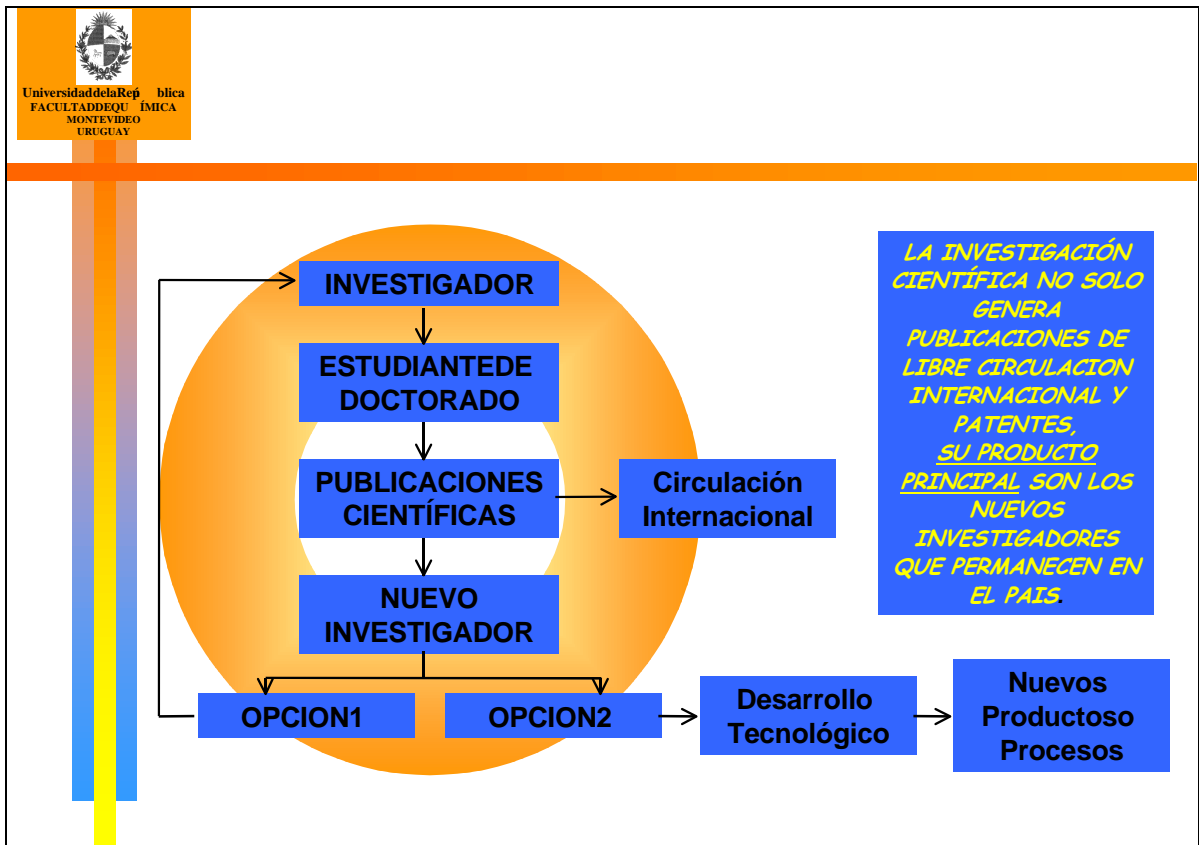 UniversidaddelaRepú blica
FACULTADDEQU ÍMICA
MONTEVIDEO
URUGUAY
INVESTIGADOR
ESTUDIANTEDE
DOCTORADO
PUBLICACIONES
CIENTÍFICAS
Circulación
Internacional
NUEVO
INVESTIGADOR
OPCION1
OPCION2
Desarrollo
Tecnológico
Nuevos
Productoso
Procesos
LA INVESTIGACIÓN
CIENTÍFICA NO SOLO
GENERA
PUBLICACIONES DE
LIBRE CIRCULACION
INTERNACIONAL Y
PATENTES,
SU PRODUCTO
PRINCIPAL SON LOS
NUEVOS
INVESTIGADORES
QUE PERMANECEN EN
EL PAIS.